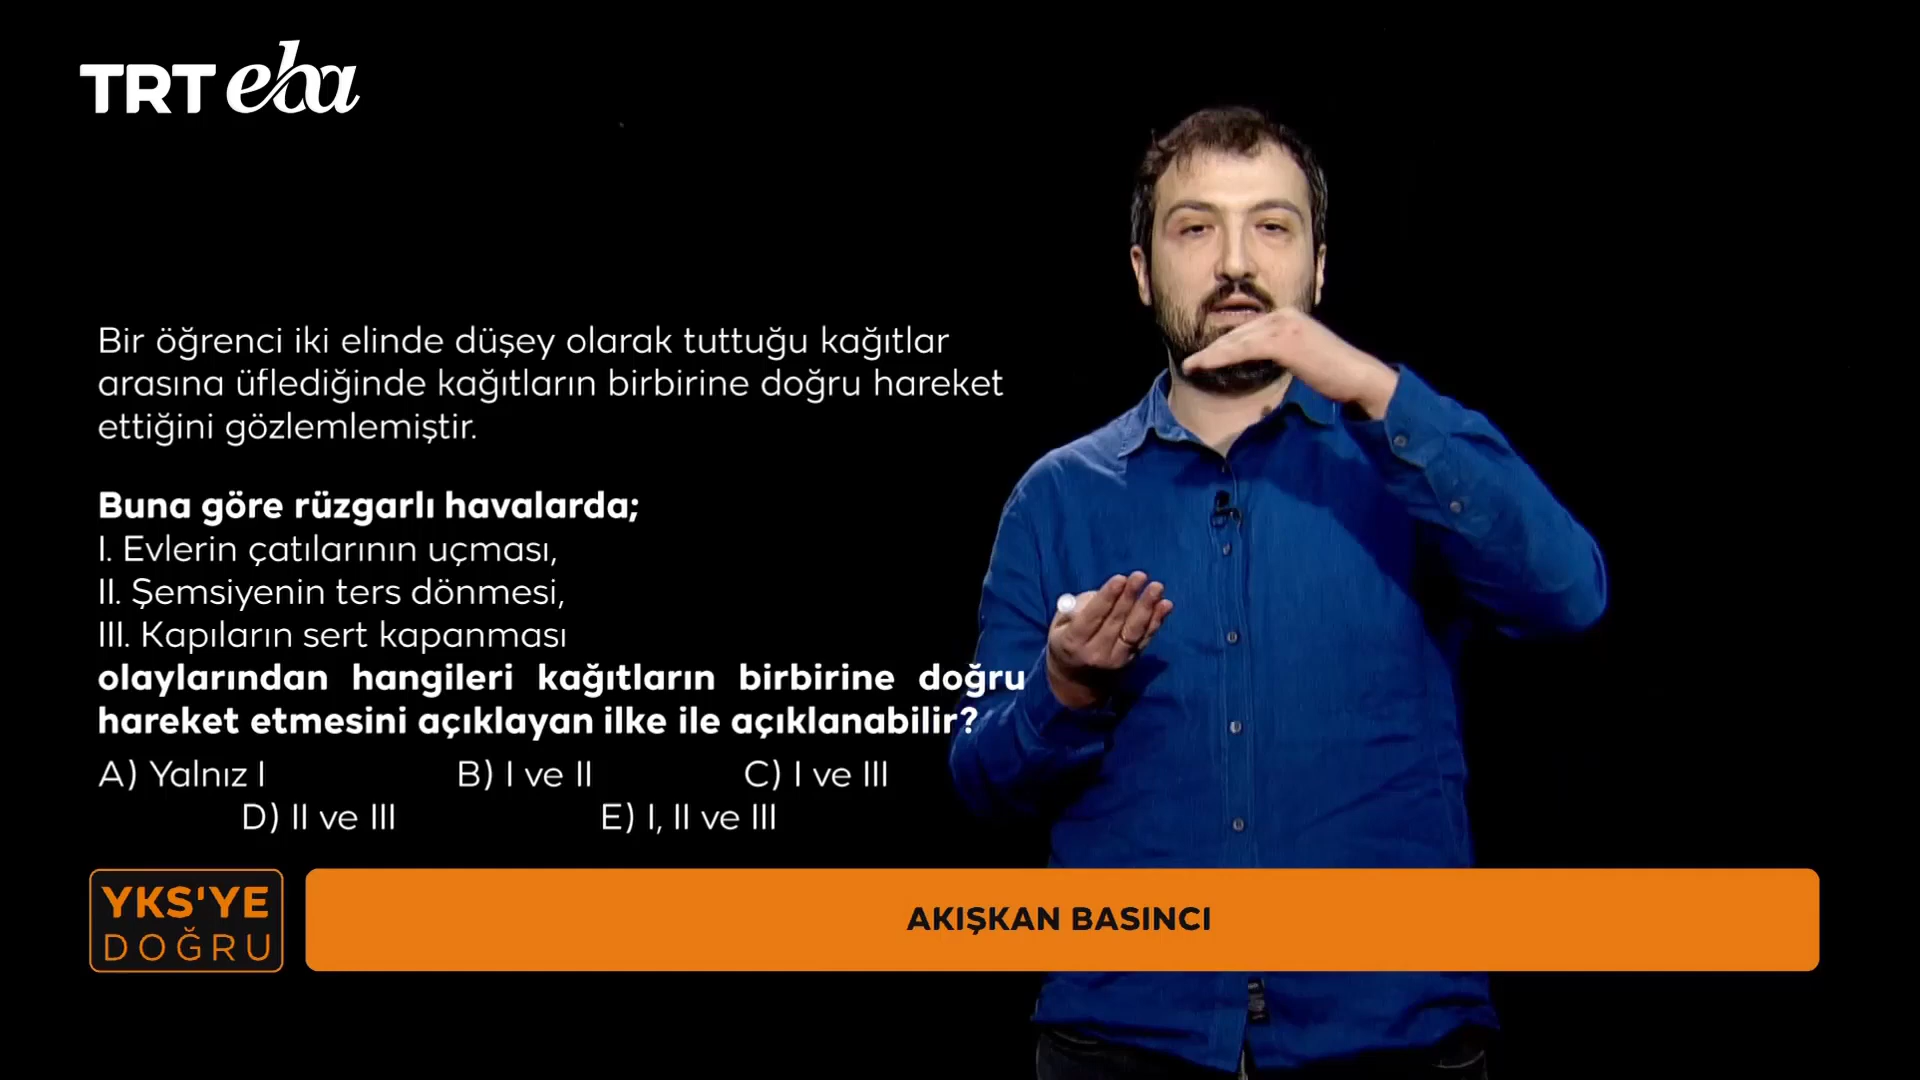 TRT eba
Bir öğrenci iki elinde düşey olarak tuttuğu kağıtlar
arasına üflediğinde kağıtların birbirine doğru hareket
ettiğini gözlemlemiştir.
Buna göre rüzgarlı havalarda;
I. Evlerin çatılarının uçması,
II. Şemsiyenin ters dönmesi,
III. Kapıların sert kapanması
olaylarından hangileri kağıtların birbirine doğru
hareket etmesini açıklayan ilke ile açıklanabilir?
A) Yalnız I B) I ve II C) I ve III
D) II ve III E) I, II ve III
YKS'YE
DOĞRU
AKIŞKAN BASINCI